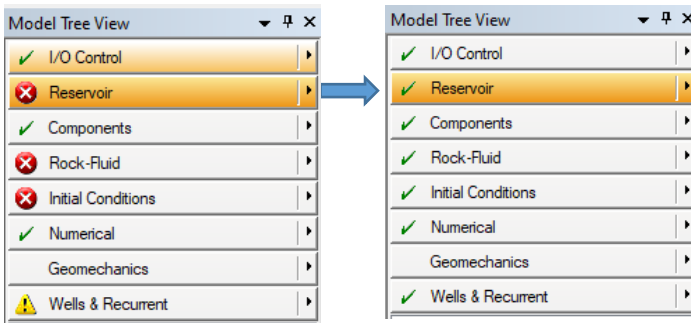 Model Tree View
I/O Control
Reservoir
Components
Rock-Fluid
Initial Conditions
Numerical
Geomechanics
Wells & Recurrent
Model Tree View
I/O Control
Reservoir
Components
Rock-Fluid
Initial Conditions
Numerical
Geomechanics
Wells & Recurrent